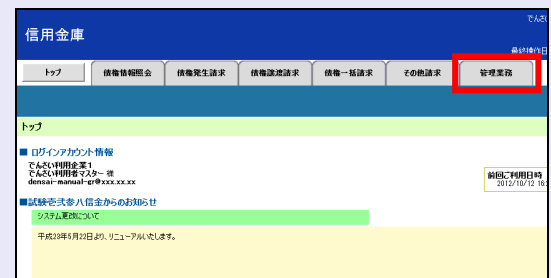 でんさ
信用金庫
最終操作日
トップ 債権情報照会 債権発生請求 債権譲渡請求 債権一括請求 その他請求 管理業務
トップ
■ ログインアカウント情報
でんさい利用企業1
でんさい利用者マスター 様
densai-manual-gr@xxx.xx.xx
前回ご利用日時
2012/10/12 16:
■試験壱弐参八信金からのお知らせ
システム更改について
平成23年5月22日より、リニューアルいたします。